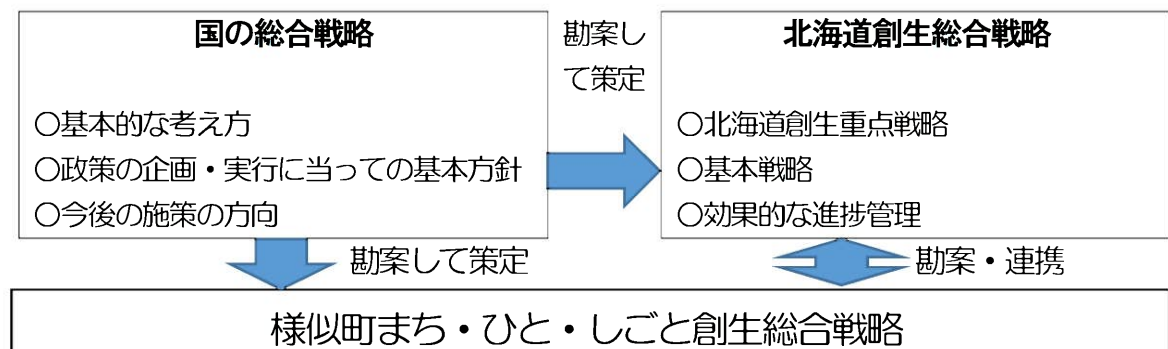 国の総合戦略
○基本的な考え方
○政策の企画・実行に当っての基本方針
○今後の施策の方向
勘案し
て策定
北海道創生総合戦略
○北海道創生重点戦略
○基本戦略
○効果的な進捗管理
勘案して策定
勘案・連携
様似町まち・ひと・しごと創生総合戦略